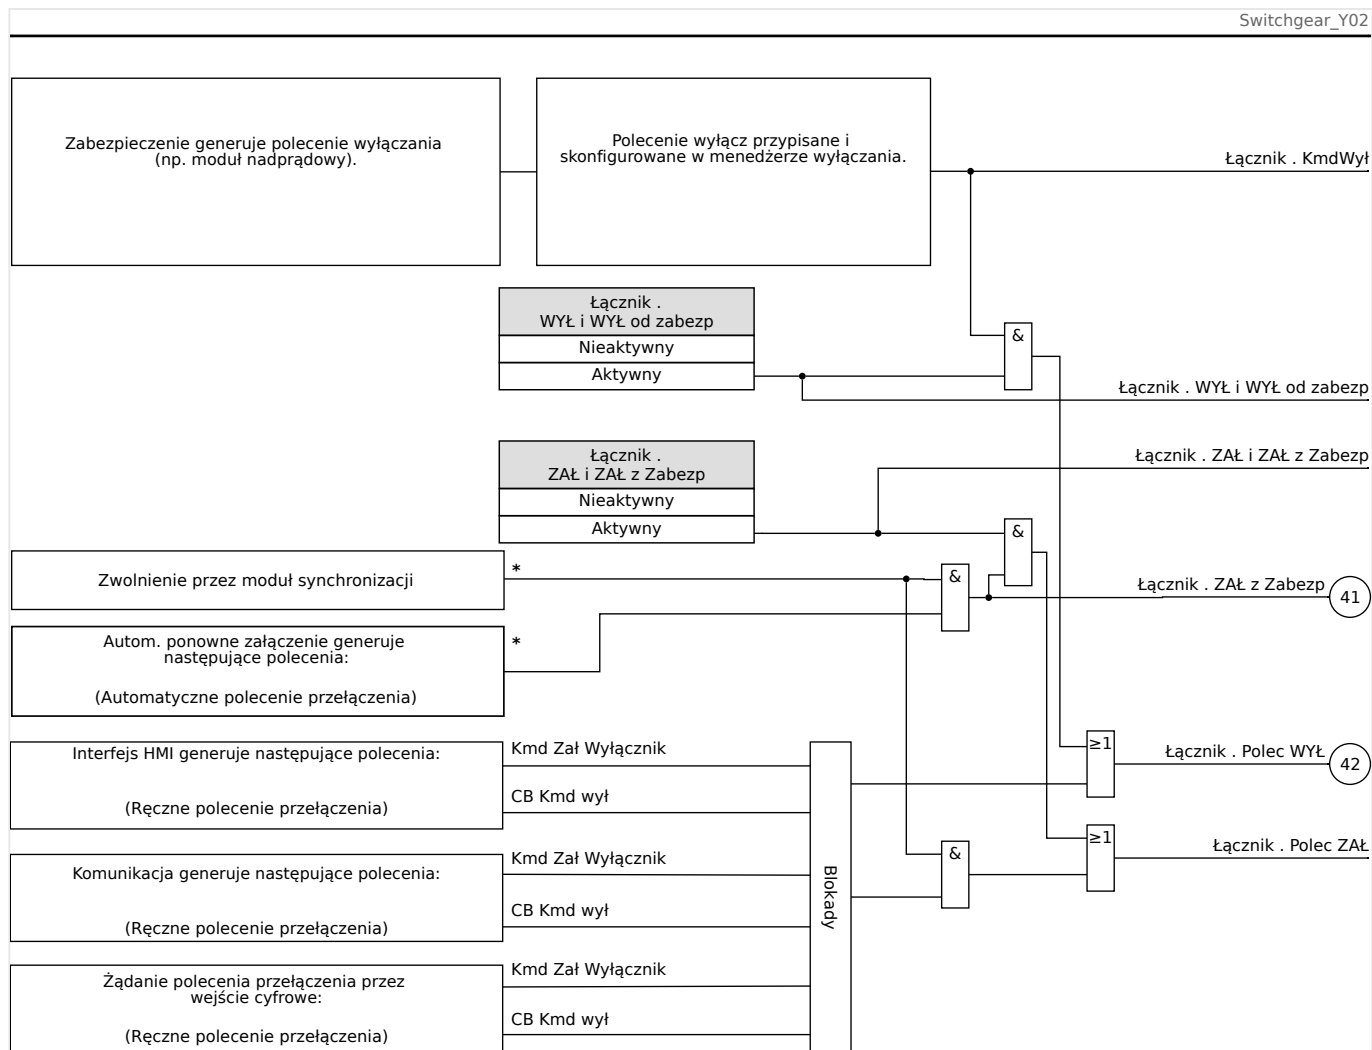 Switchgear_Y02
Zabezpieczenie generuje polecenie wyłączania
(np. moduł nadprądowy).
Polecenie wyłącz przypisane i
skonfigurowane w menedżerze wyłączania.
Łącznik . KmdWył
Łącznik .
WYŁ i WYŁ od zabezp
Nieaktywny
Aktywny
&
Łącznik . WYŁ i WYŁ od zabezp
Łącznik .
ZAŁ i ZAŁ z Zabezp
Nieaktywny
Aktywny
Łącznik . ZAŁ i ZAŁ z Zabezp
&
Zwolnienie przez moduł synchronizacji
*
&
Łącznik . ZAŁ z Zabezp
41
Autom. ponowne załączenie generuje
następujące polecenia:
(Automatyczne polecenie przełączenia)
*
Interfejs HMI generuje następujące polecenia:
(Ręczne polecenie przełączenia)
Kmd Zał Wyłącznik
CB Kmd wył
≥1
Łącznik . Polec WYŁ
42
≥1
Łącznik . Polec ZAŁ
&
Komunikacja generuje następujące polecenia:
(Ręczne polecenie przełączenia)
Kmd Zał Wyłącznik
CB Kmd wył
Blokady
Żądanie polecenia przełączenia przez
wejście cyfrowe:
(Ręczne polecenie przełączenia)
Kmd Zał Wyłącznik
CB Kmd wył